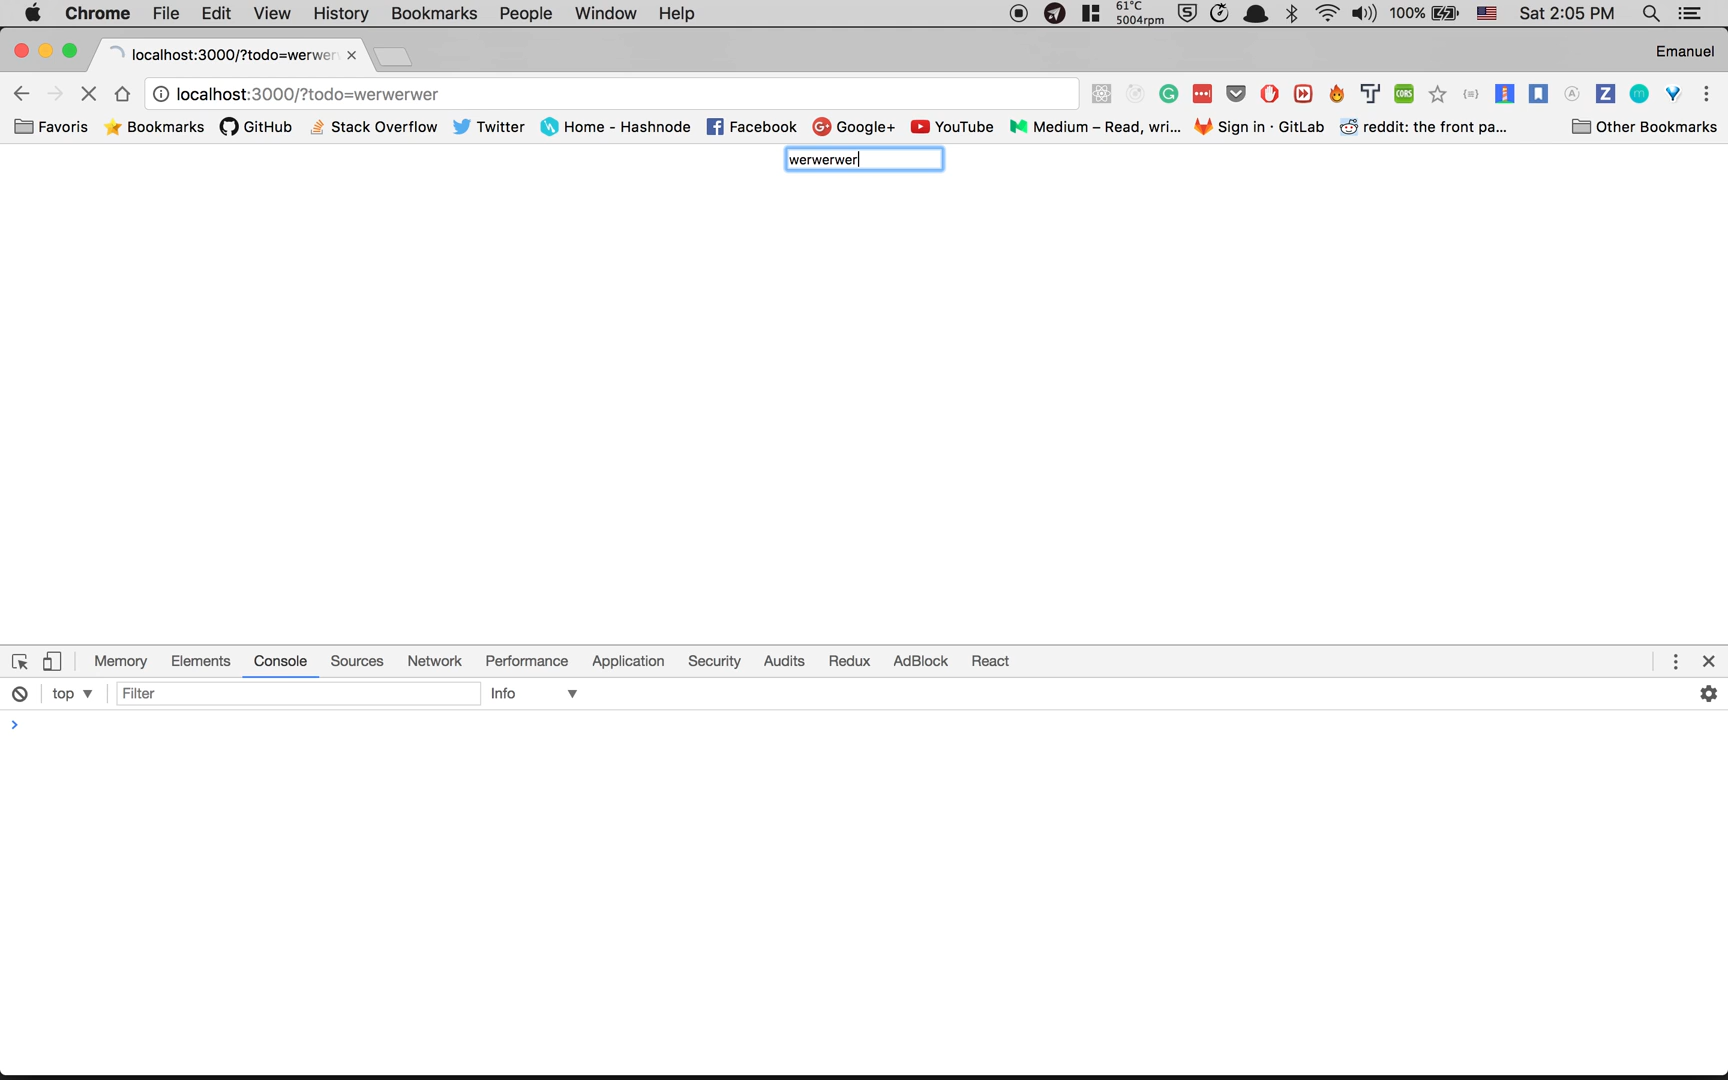 Chrome File Edit View History Bookmarks People Window Help 61°C 5004rpm 100% Sat 2:05 PM
localhost:3000/?todo=werwer Emanuel
localhost:3000/?todo=werwerwer
Favoris Bookmarks GitHub Stack Overflow Twitter Home - Hashnode Facebook Google+ YouTube Medium – Read, wri... Sign in · GitLab reddit: the front pa... Other Bookmarks
werwerwer
Memory Elements Console Sources Network Performance Application Security Audits Redux AdBlock React
top Filter Info